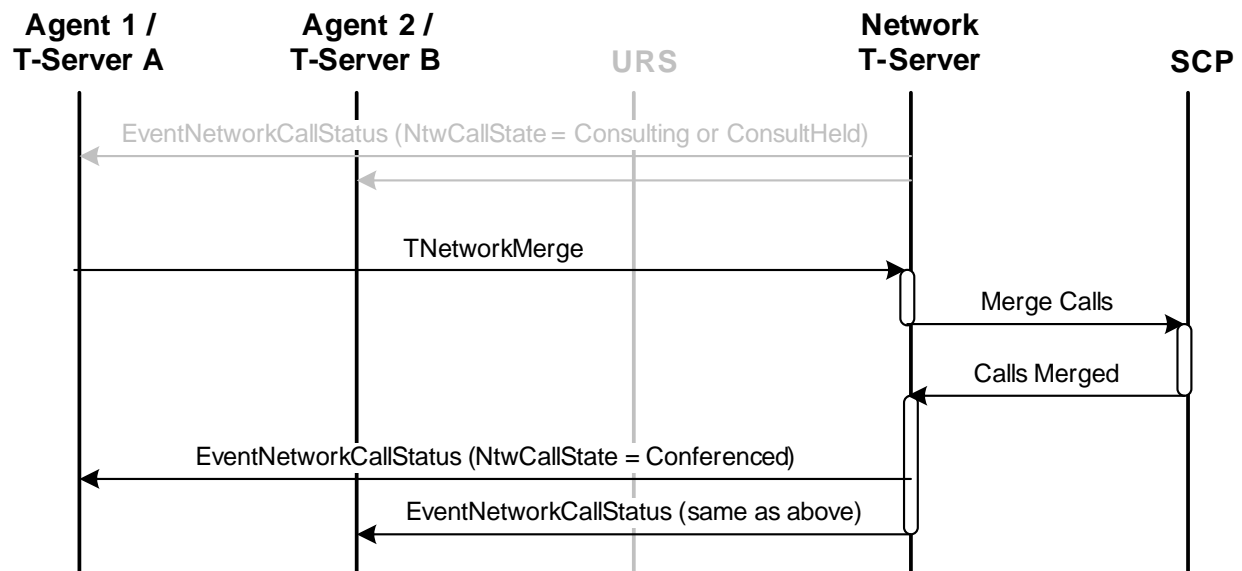 Agent 1 /
T-Server A
Agent 2 /
T-Server B
URS
Network
T-Server
SCP
EventNetworkCallStatus (NtwCallState = Consulting or ConsultHeld)
TNetworkMerge
Merge Calls
Calls Merged
EventNetworkCallStatus (NtwCallState = Conferenced)
EventNetworkCallStatus (same as above)